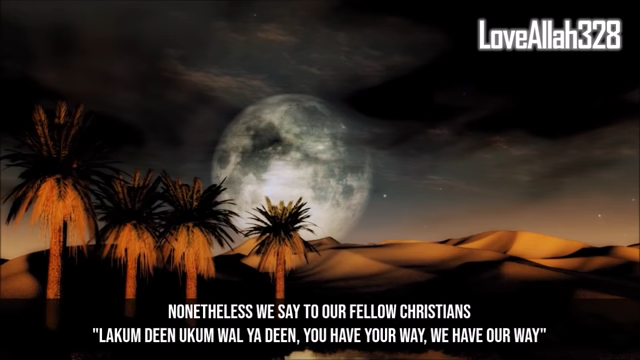 LoveAllah328
NONETHELESS WE SAY TO OUR FELLOW CHRISTIANS
"LAKUM DEEN UKUM WAL YA DEEN, YOU HAVE YOUR WAY, WE HAVE OUR WAY"